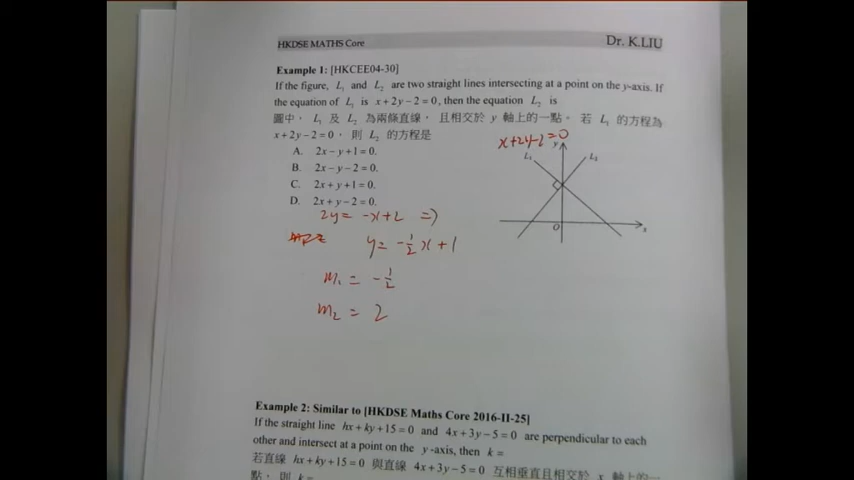 HKDSE MATHS Core
Dr. K.LIU
Example 1: [HKCEE04-30]
If the figure, L₁ and L₂ are two straight lines intersecting at a point on the y-axis. If
the equation of L₁ is x+2y−2=0, then the equation L₂ is
圖中， L₁ 及 L₂ 為兩條直線， 且相交於 y 軸上的一點。 若 L₁ 的方程為
x+2y−2=0， 則 L₂ 的方程是
x+2y-2=0
A. 2x−y+1=0.
B. 2x−y−2=0.
C. 2x+y+1=0.
D. 2x+y−2=0.
y
L₁
L₂
O
x
2y = -x+2 =>
y = -1/2 x + 1
m₁ = -1/2
m₂ = 2
Example 2: Similar to [HKDSE Maths Core 2016-II-25]
If the straight line hx+ky+15=0 and 4x+3y−5=0 are perpendicular to each
other and intersect at a point on the y-axis, then k=
若直線 hx+ky+15=0 與直線 4x+3y−5=0 互相垂直且相交於 x 軸上的一
點， 則 k=